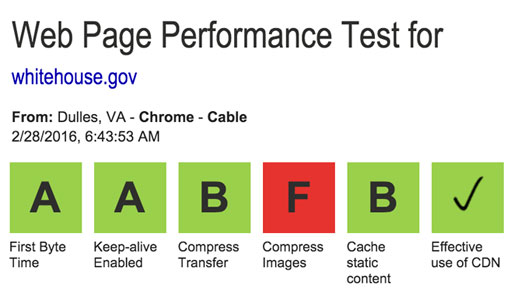 Web Page Performance Test for
whitehouse.gov
From: Dulles, VA - Chrome - Cable
2/28/2016, 6:43:53 AM
A A B F B ✓
First Byte Time
Keep-alive Enabled
Compress Transfer
Compress Images
Cache static content
Effective use of CDN